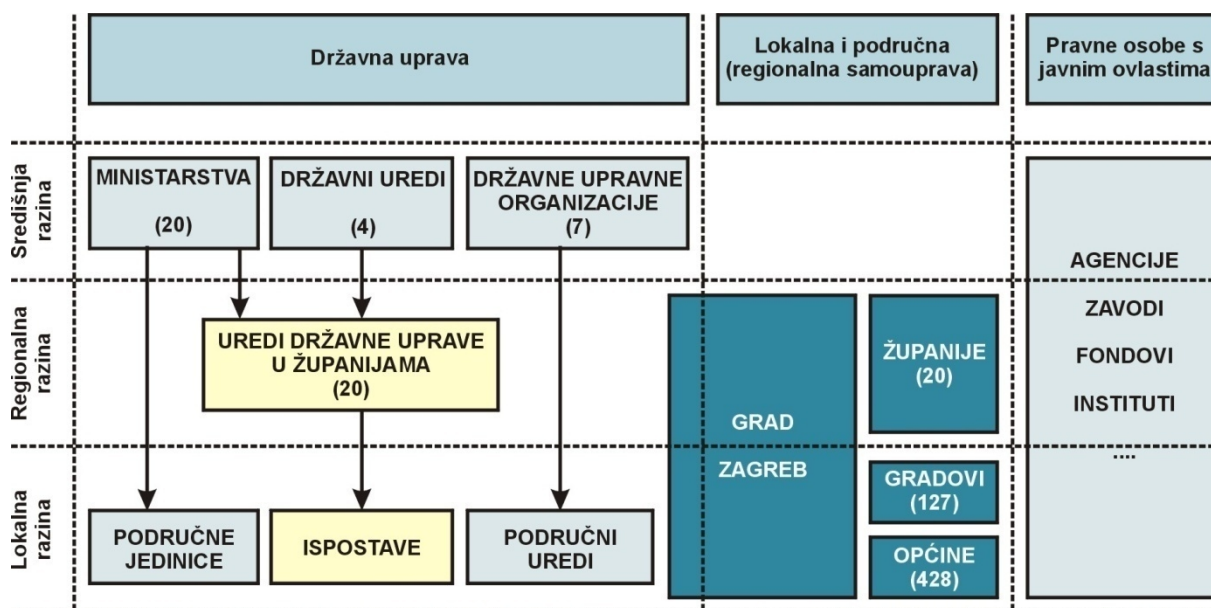 Državna uprava
Lokalna i područna
(regionalna samouprava)
Pravne osobe s
javnim ovlastima
Središnja
razina
MINISTARSTVA
(20)
DRŽAVNI UREDI
(4)
DRŽAVNE UPRAVNE
ORGANIZACIJE
(7)
Regionalna
razina
UREDI DRŽAVNE UPRAVE
U ŽUPANIJAMA
(20)
Lokalna
razina
PODRUČNE
JEDINICE
ISPOSTAVE
PODRUČNI
UREDI
GRAD
ZAGREB
ŽUPANIJE
(20)
GRADOVI
(127)
OPĆINE
(428)
AGENCIJE
ZAVODI
FONDOVI
INSTITUTI
....